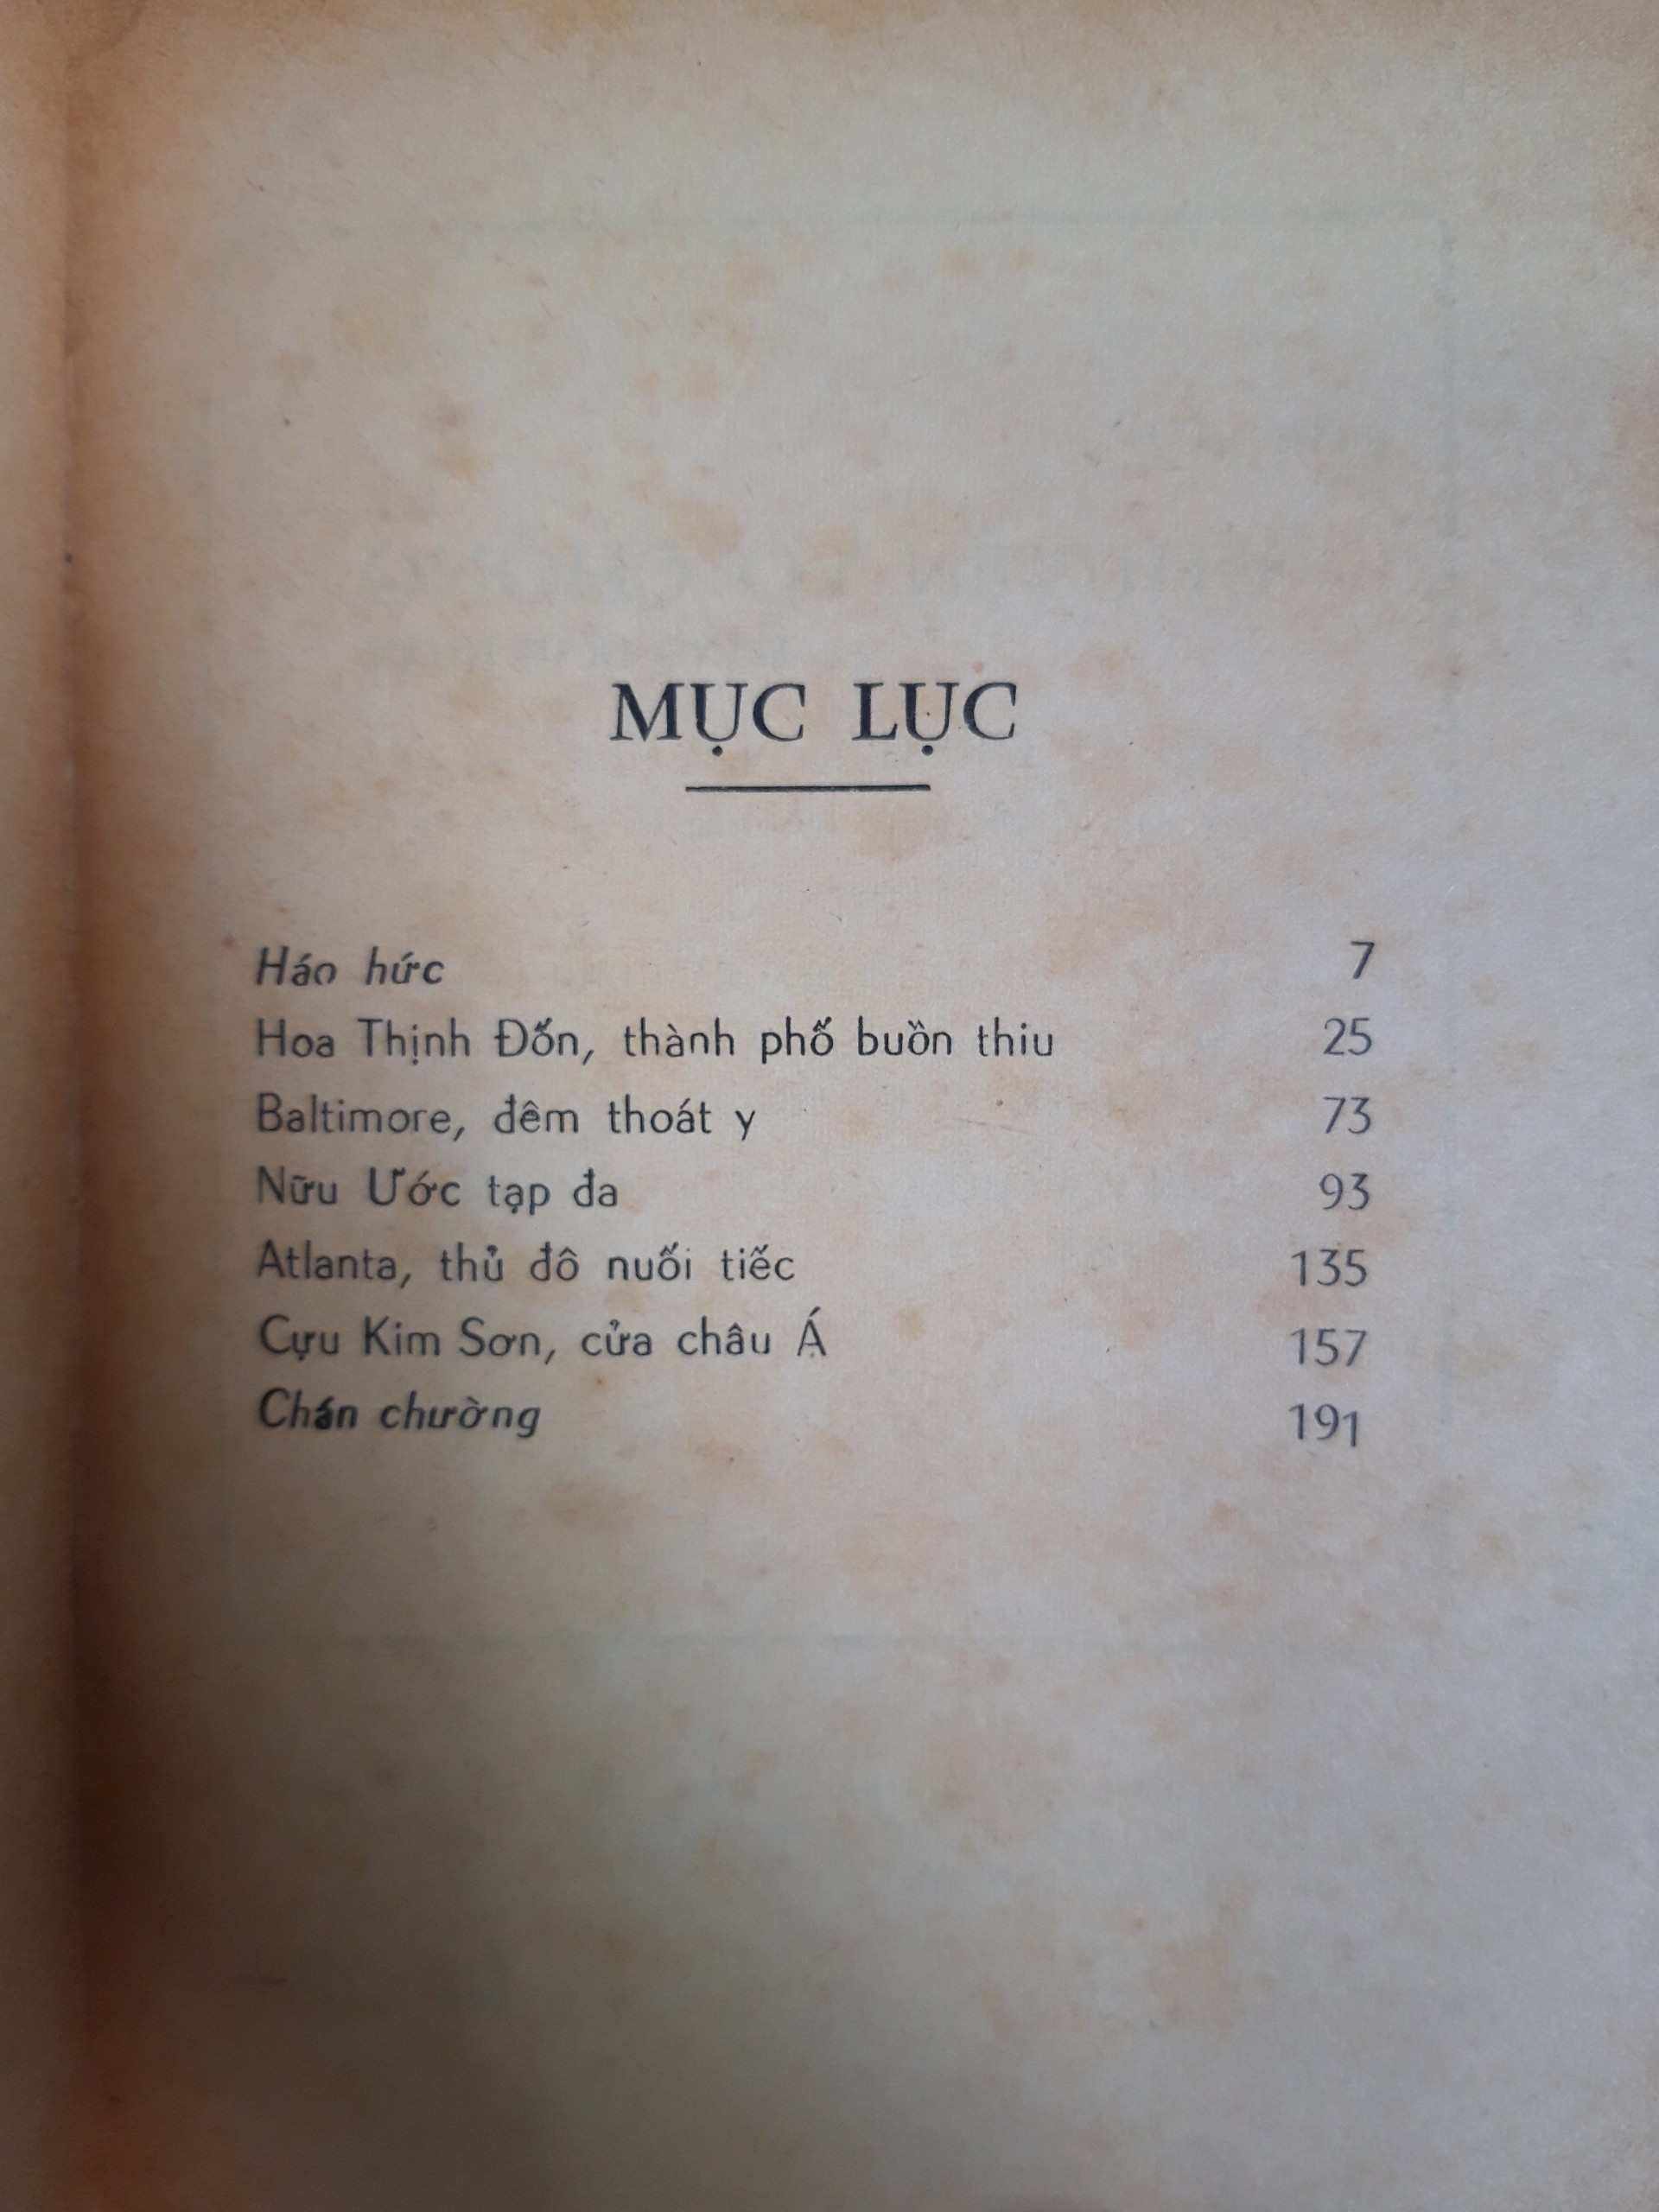 MỤC LỤC
Háo hức 7
Hoa Thịnh Đốn, thành phố buồn thiu 25
Baltimore, đêm thoát y 73
Nữu Ước tạp đa 93
Atlanta, thủ đô nuối tiếc 135
Cựu Kim Sơn, cửa châu Á 157
Chán chường 191